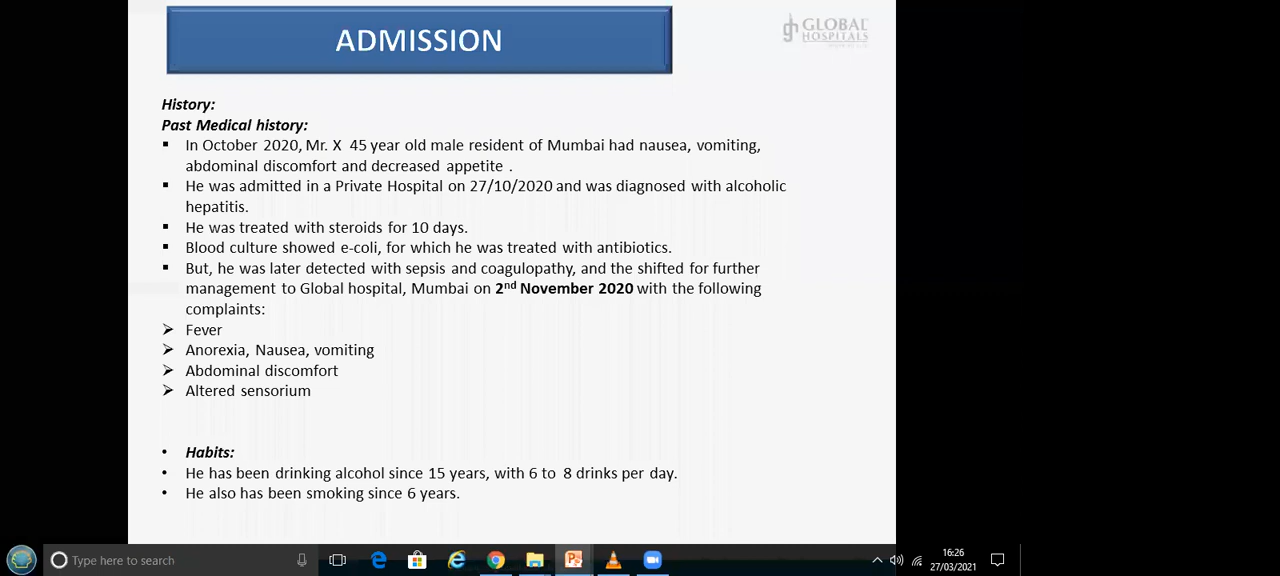 ADMISSION
GLOBAL
HOSPITALS
History:
Past Medical history:
▪ In October 2020, Mr. X 45 year old male resident of Mumbai had nausea, vomiting,
abdominal discomfort and decreased appetite .
▪ He was admitted in a Private Hospital on 27/10/2020 and was diagnosed with alcoholic
hepatitis.
▪ He was treated with steroids for 10 days.
▪ Blood culture showed e-coli, for which he was treated with antibiotics.
▪ But, he was later detected with sepsis and coagulopathy, and the shifted for further
management to Global hospital, Mumbai on 2nd November 2020 with the following
complaints:
➢ Fever
➢ Anorexia, Nausea, vomiting
➢ Abdominal discomfort
➢ Altered sensorium
• Habits:
• He has been drinking alcohol since 15 years, with 6 to 8 drinks per day.
• He also has been smoking since 6 years.
Type here to search
16:26
27/03/2021